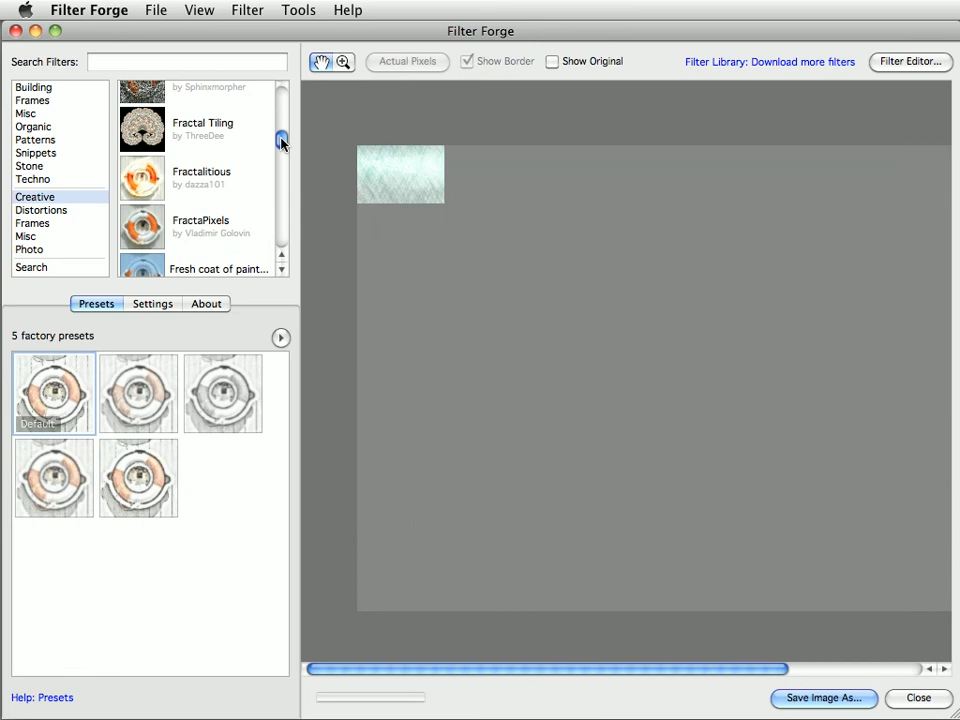 Filter Forge File View Filter Tools Help
Filter Forge
Search Filters:
Actual Pixels
Show Border
Show Original
Filter Library: Download more filters
Filter Editor...
Building
Frames
Misc
Organic
Patterns
Snippets
Stone
Techno
Creative
Distortions
Frames
Misc
Photo
Search
by Sphinxmorpher
Fractal Tiling
by ThreeDee
Fractalitious
by dazza101
FractaPixels
by Vladimir Golovin
Fresh coat of paint...
Presets Settings About
5 factory presets
Default
Help: Presets
Save Image As...
Close